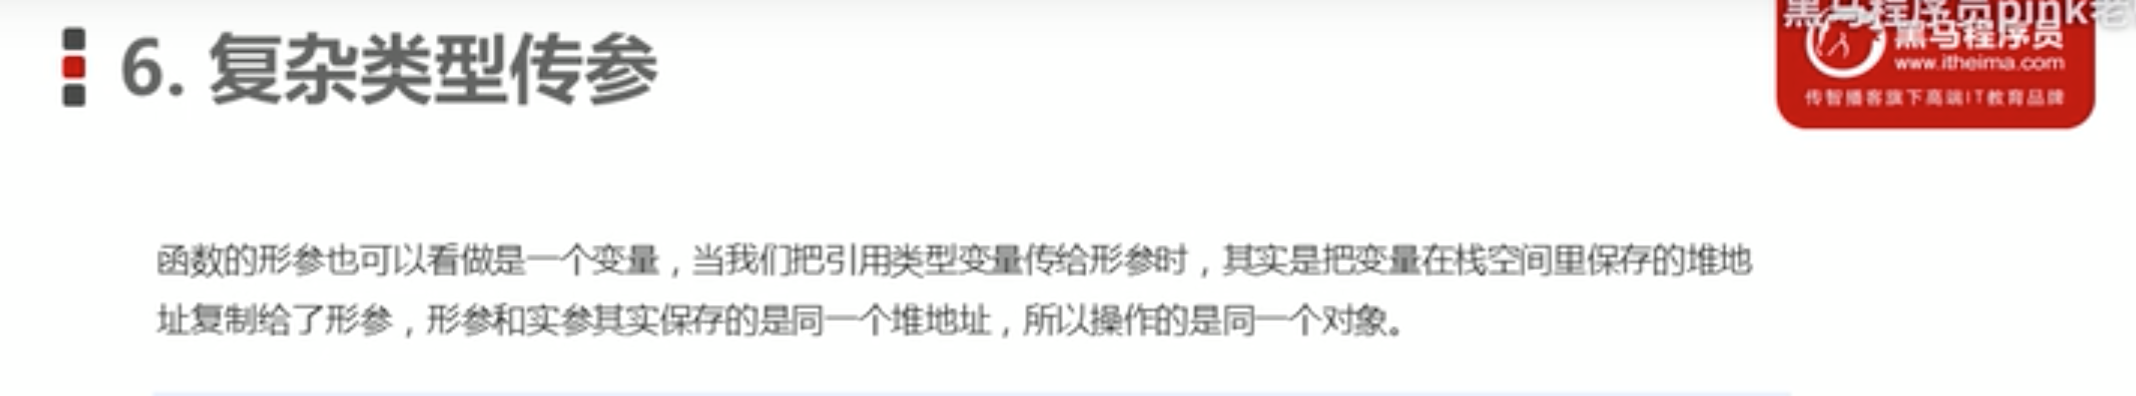 黑马程序员pink老
6. 复杂类型传参
黑马程序员
www.itheima.com
传智播客旗下高端IT教育品牌
函数的形参也可以看做是一个变量，当我们把引用类型变量传给形参时，其实是把变量在栈空间里保存的堆地
址复制给了形参，形参和实参其实保存的是同一个堆地址，所以操作的是同一个对象。